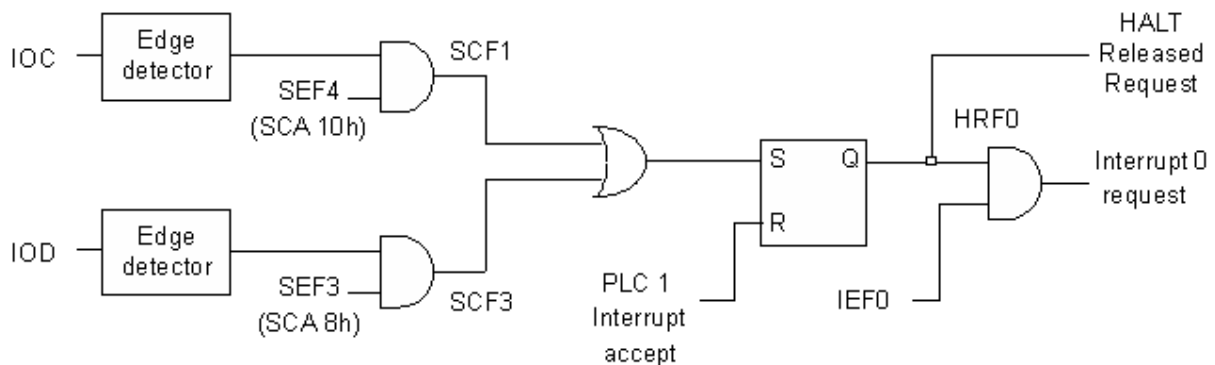 IOC
Edge
detector
SEF4
(SCA 10h)
SCF1
IOD
Edge
detector
SEF3
(SCA 8h)
SCF3
S
Q
R
PLC 1
Interrupt
accept
HALT
Released
Request
HRF0
Interrupt 0
request
IEF0